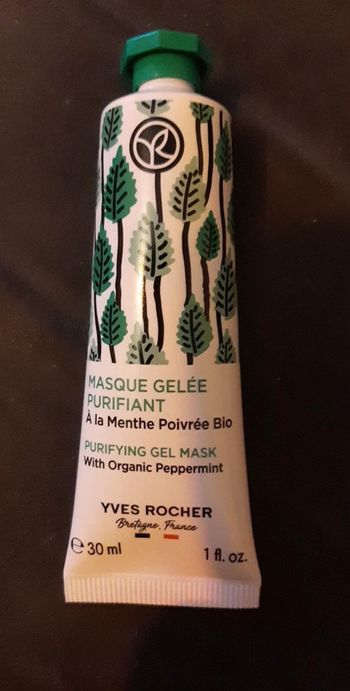 MASQUE GELÉE
PURIFIANT
À la Menthe Poivrée Bio
PURIFYING GEL MASK
With Organic Peppermint
YVES ROCHER
Bretagne, France
℮ 30 ml 1 fl. oz.